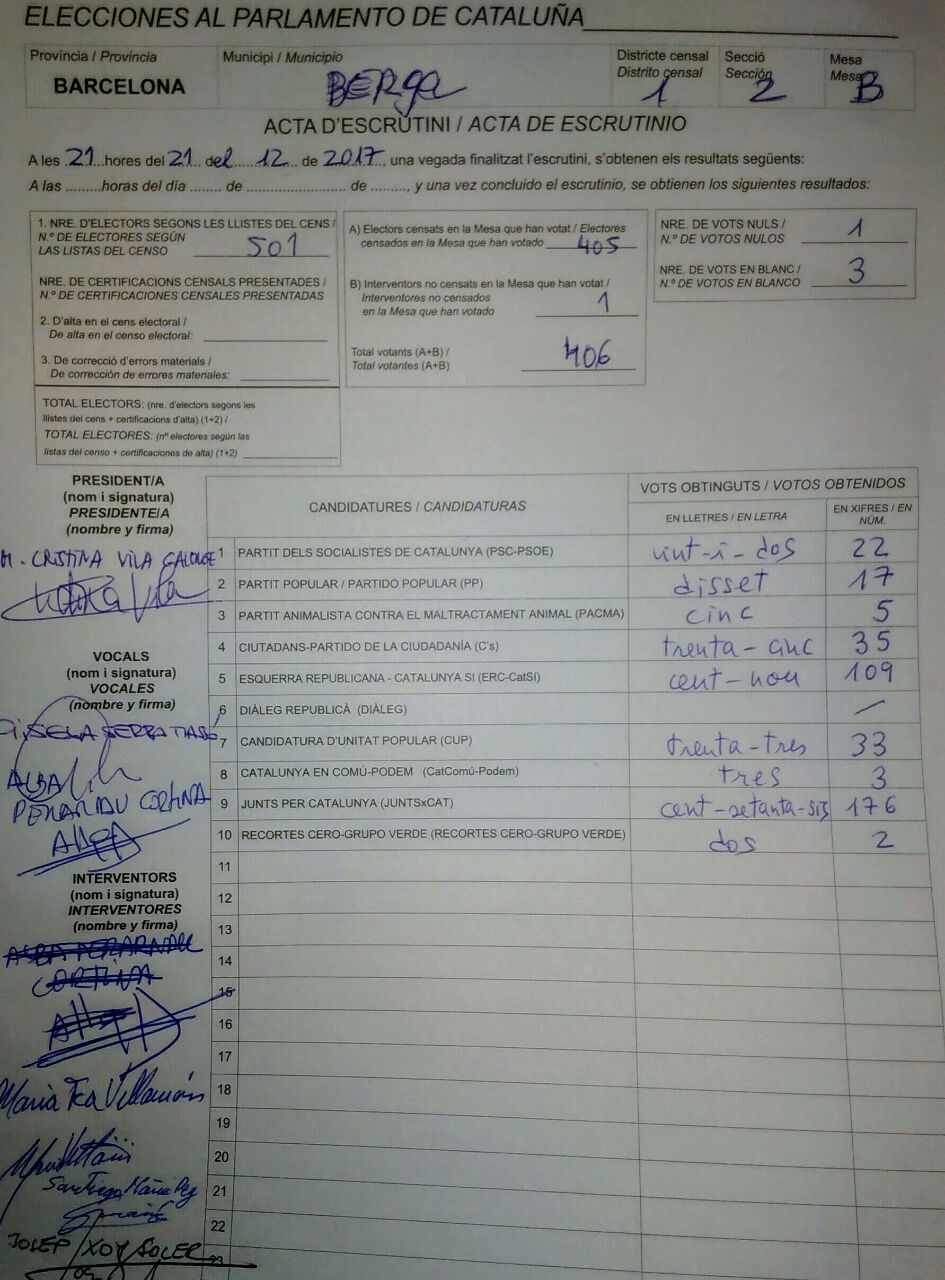 ELECCIONES AL PARLAMENTO DE CATALUÑA
Província / Provincia
BARCELONA
Municipi / Municipio
BERga
Districte censal
Distrito censal
1
Secció
Sección
2
Mesa
Mesa
B
ACTA D'ESCRUTINI / ACTA DE ESCRUTINIO
A les 21 hores del 21 del 12 de 2017, una vegada finalitzat l'escrutini, s'obtenen els resultats següents:
A las .........horas del día ........ de ........................ de ........., y una vez concluido el escrutinio, se obtienen los siguientes resultados:
1. NRE. D'ELECTORS SEGONS LES LLISTES DEL CENS /
N.º DE ELECTORES SEGÚN
LAS LISTAS DEL CENSO 501
NRE. DE CERTIFICACIONS CENSALS PRESENTADES /
N.º DE CERTIFICACIONES CENSALES PRESENTADAS
2. D'alta en el cens electoral /
De alta en el censo electoral:
3. De correcció d'errors materials /
De corrección de errores materiales:
TOTAL ELECTORS: (nre. d'electors segons les
llistes del cens + certificacions d'alta) (1+2) /
TOTAL ELECTORES: (nº electores según las
listas del censo + certificaciones de alta) (1+2)
A) Electors censats en la Mesa que han votat / Electores
censados en la Mesa que han votado 405
B) Interventors no censats en la Mesa que han votat /
Interventores no censados
en la Mesa que han votado 1
Total votants (A+B) /
Total votantes (A+B) 406
NRE. DE VOTS NULS /
N.º DE VOTOS NULOS 1
NRE. DE VOTS EN BLANC /
N.º DE VOTOS EN BLANCO 3
PRESIDENT/A
(nom i signatura)
PRESIDENTE/A
(nombre y firma)
M. CRISTINA VILA
VOCALS
(nom i signatura)
VOCALES
(nombre y firma)
GISELA SERRA
ALBA
PERARNAU CORTINA
ALBA
INTERVENTORS
(nom i signatura)
INTERVENTORES
(nombre y firma)
ALBA PERARNAU
CORTINA
Maria
Santiago
JOSEP XOY SOLER
CANDIDATURES / CANDIDATURAS
VOTS OBTINGUTS / VOTOS OBTENIDOS
EN LLETRES / EN LETRA
EN XIFRES / EN NÚM.
1 PARTIT DELS SOCIALISTES DE CATALUNYA (PSC-PSOE) vint-i-dos 22
2 PARTIT POPULAR / PARTIDO POPULAR (PP) disset 17
3 PARTIT ANIMALISTA CONTRA EL MALTRACTAMENT ANIMAL (PACMA) cinc 5
4 CIUTADANS-PARTIDO DE LA CIUDADANÍA (C's) trenta-cinc 35
5 ESQUERRA REPUBLICANA - CATALUNYA SI (ERC-CatSí) cent-nou 109
6 DIÀLEG REPUBLICÀ (DIÀLEG) —
7 CANDIDATURA D'UNITAT POPULAR (CUP) trenta-tres 33
8 CATALUNYA EN COMÚ-PODEM (CatComú-Podem) tres 3
9 JUNTS PER CATALUNYA (JUNTSxCAT) cent-setanta-sis 176
10 RECORTES CERO-GRUPO VERDE (RECORTES CERO-GRUPO VERDE) dos 2
11
12
13
14
15
16
17
18
19
20
21
22
23